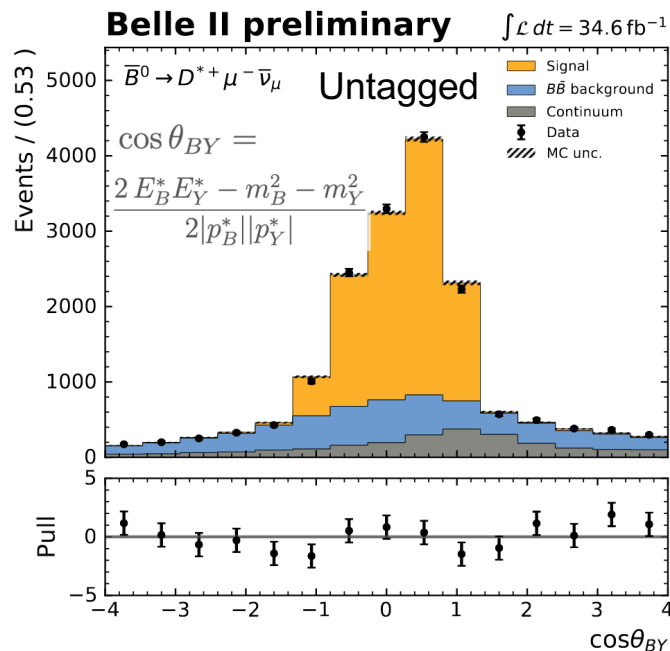 Belle II preliminary
∫ℒ dt = 34.6 fb⁻¹
B̅⁰ → D*⁺ μ⁻ ν̅_μ
Untagged
cos θ_BY =
2 E*_B E*_Y − m²_B − m²_Y
2|p*_B||p*_Y|
Signal
BB̅ background
Continuum
Data
MC unc.
Events / (0.53)
5000
4000
3000
2000
1000
0
Pull
5
0
−5
−4 −3 −2 −1 0 1 2 3 4
cosθ_BY